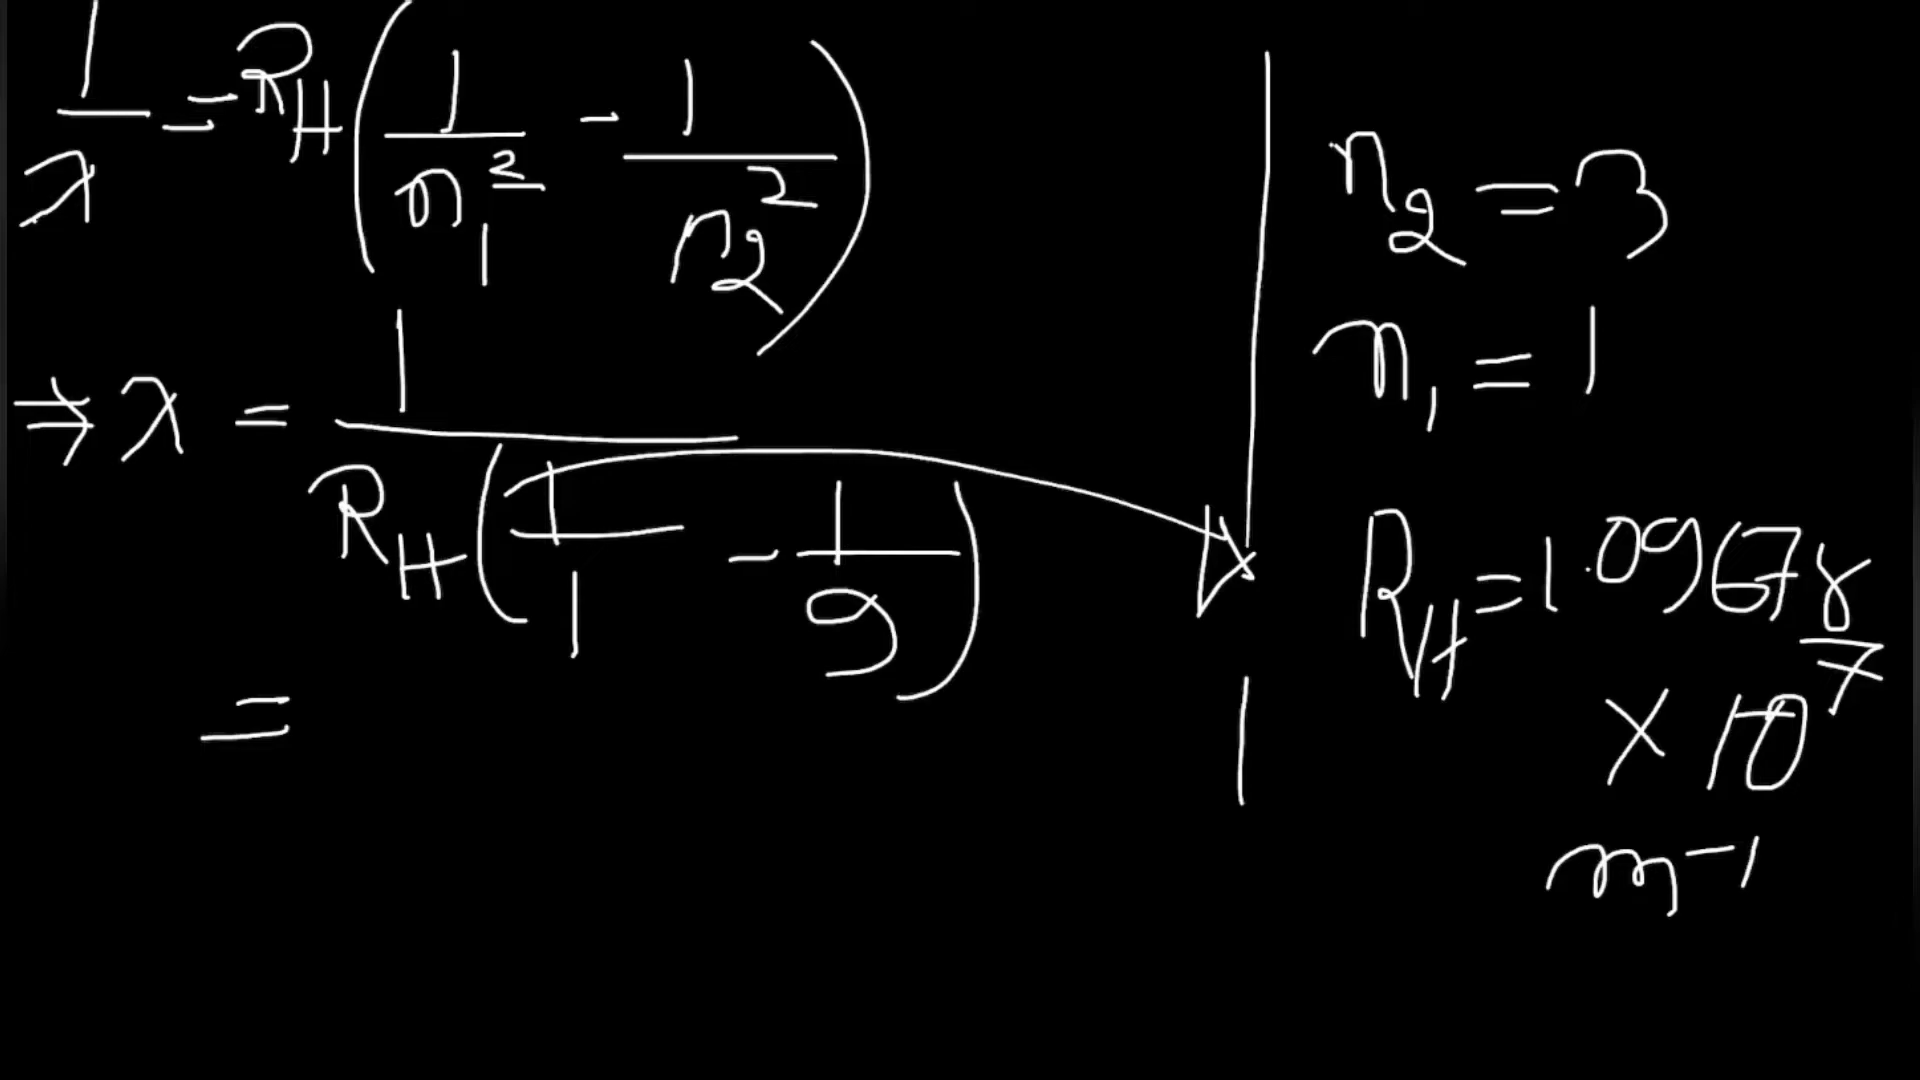 1/λ = R_H (1/n₁² - 1/n₂²)
⇒ λ = 1/(R_H (1/1 - 1/9))
=
n₂ = 3
n₁ = 1
R_H = 1.09678
× 10⁷
m⁻¹